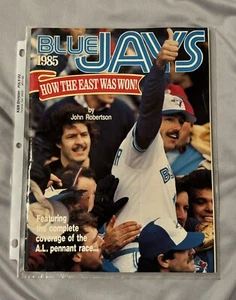 BLUE JAYS
1985
HOW THE EAST WAS WON!
by
John Robertson
Featuring
the complete
coverage of the
A.L. pennant race...